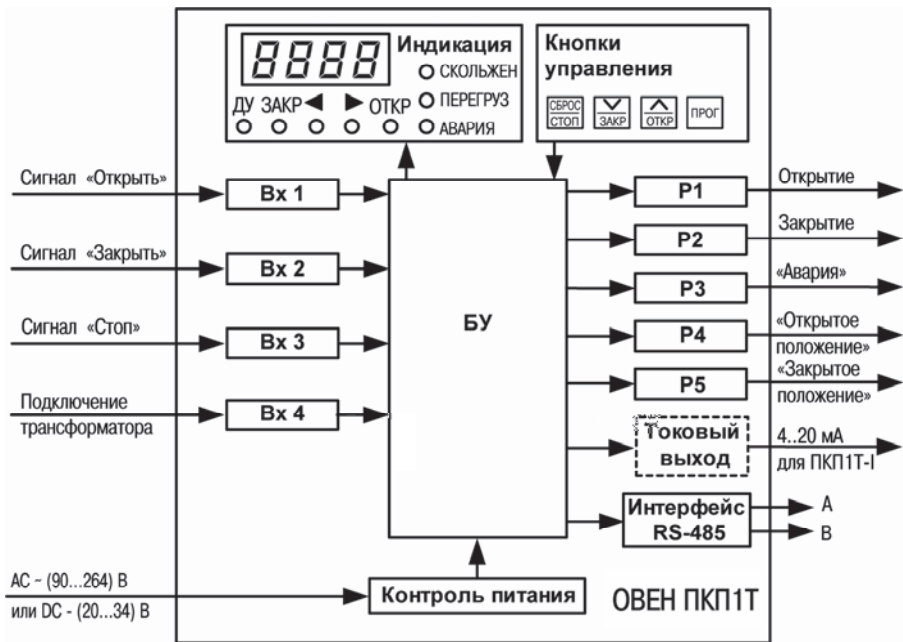 8888
Индикация
СКОЛЬЖЕН
ПЕРЕГРУЗ
АВАРИЯ
ДУ ЗАКР ◄ ► ОТКР
Кнопки
управления
СБРОС
СТОП
ЗАКР
ОТКР
ПРОГ
Сигнал «Открыть»
Вх 1
Сигнал «Закрыть»
Вх 2
Сигнал «Стоп»
Вх 3
Подключение
трансформатора
Вх 4
БУ
Р1
Открытие
Р2
Закрытие
Р3
«Авария»
Р4
«Открытое
положение»
Р5
«Закрытое
положение»
Токовый
выход
4..20 мА
для ПКП1Т-I
Интерфейс
RS-485
А
В
AC ~ (90...264) В
или DC - (20...34) В
Контроль питания
ОВЕН ПКП1Т